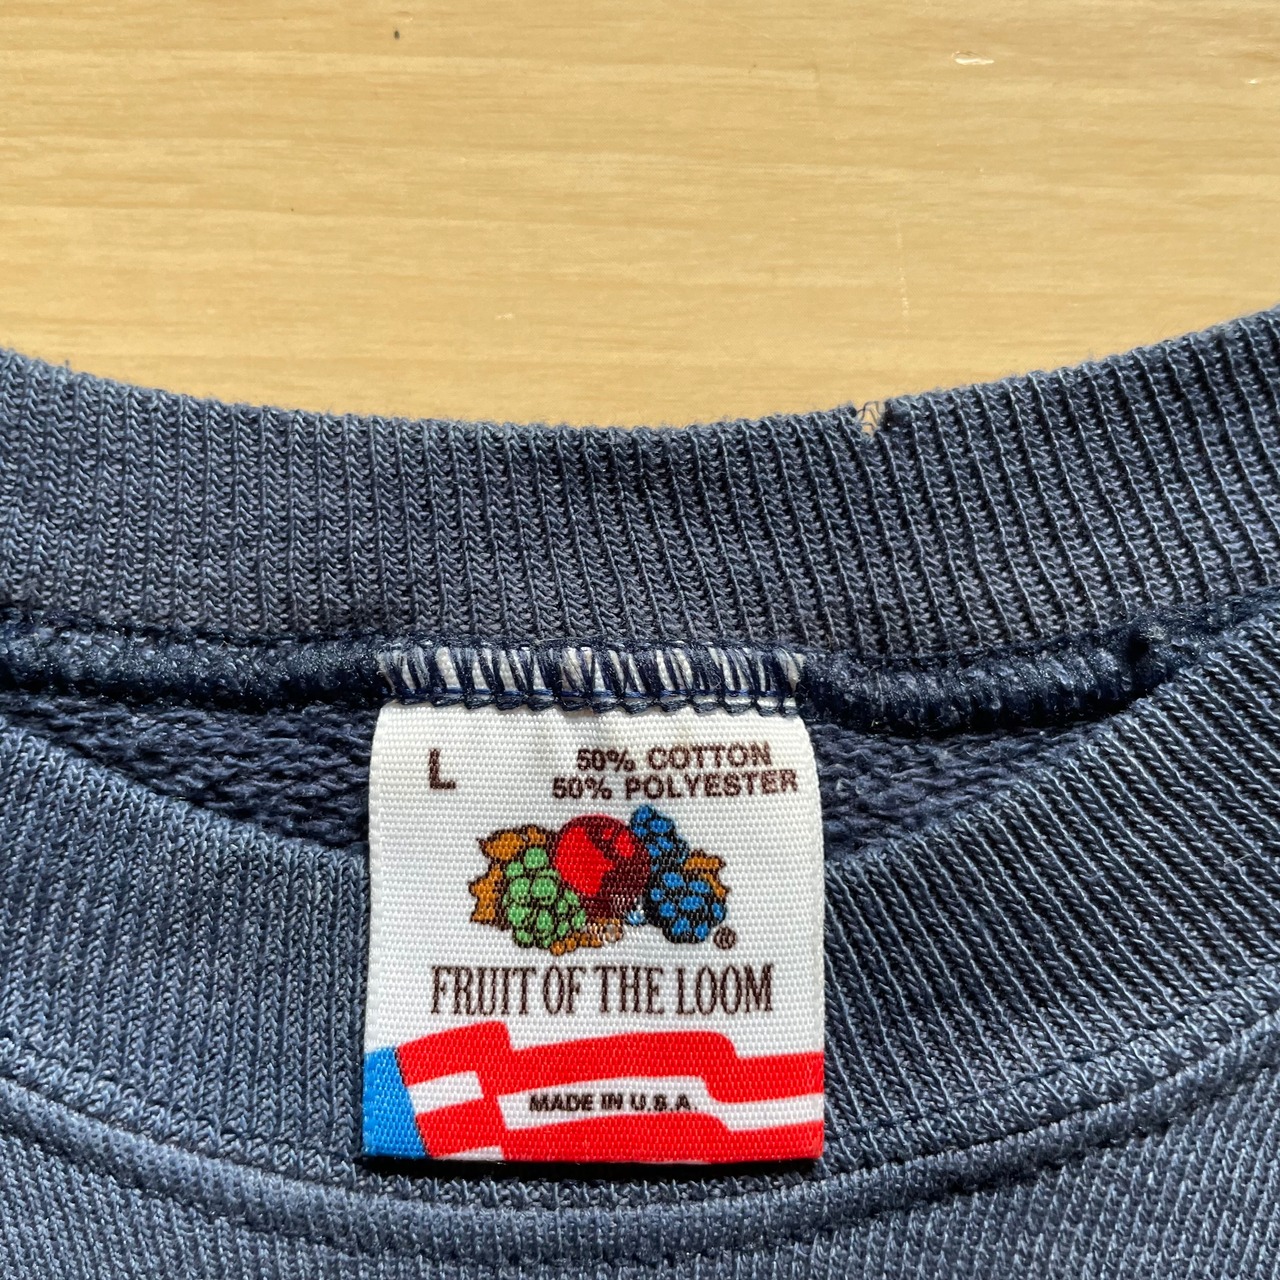 L
50% COTTON
50% POLYESTER
®
FRUIT OF THE LOOM
MADE IN U.S.A